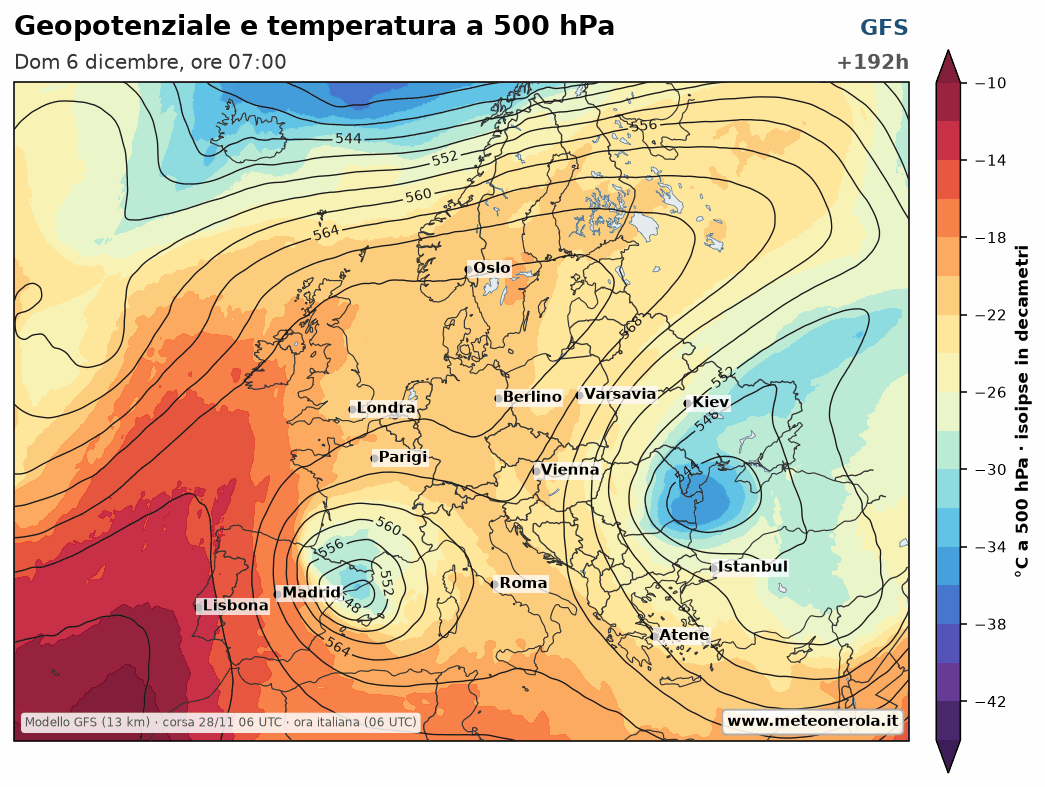 Geopotenziale e temperatura a 500 hPa
GFS
Dom 6 dicembre, ore 07:00
+192h
−10
544
556
552
−14
560
564
−18
Oslo
−22
568
552
Berlino
Varsavia
Kiev
Londra
548
−26
Parigi
Vienna
544
−30
560
556
Istanbul
552
Roma
Madrid
Lisbona
48
−34
Atene
−38
564
−42
Modello GFS (13 km) · corsa 28/11 06 UTC · ora italiana (06 UTC)
www.meteonerola.it
°C a 500 hPa · isoipse in decametri